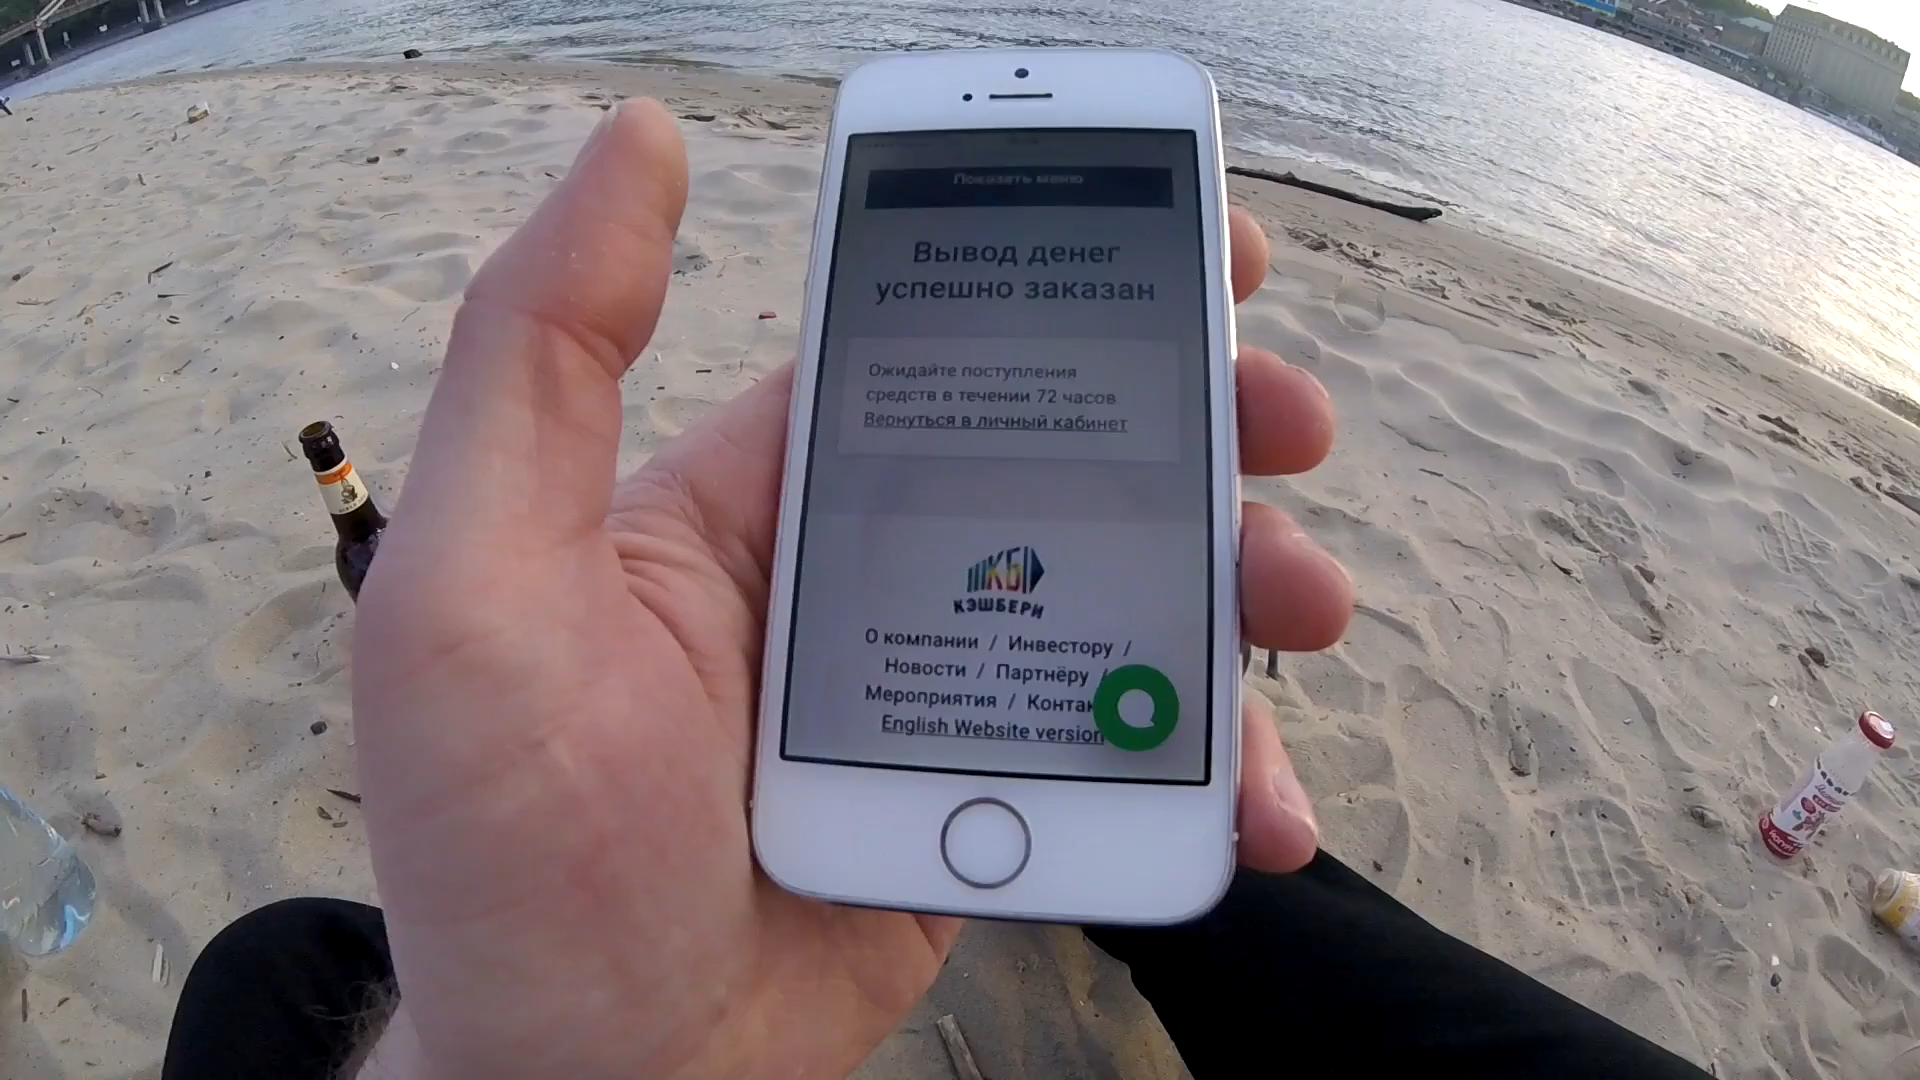 Показать меню
Вывод денег
успешно заказан
Ожидайте поступления
средств в течении 72 часов
Вернуться в личный кабинет
КБ
КЭШБЕРИ
О компании / Инвестору /
Новости / Партнёру /
Мероприятия / Контак
English Website version